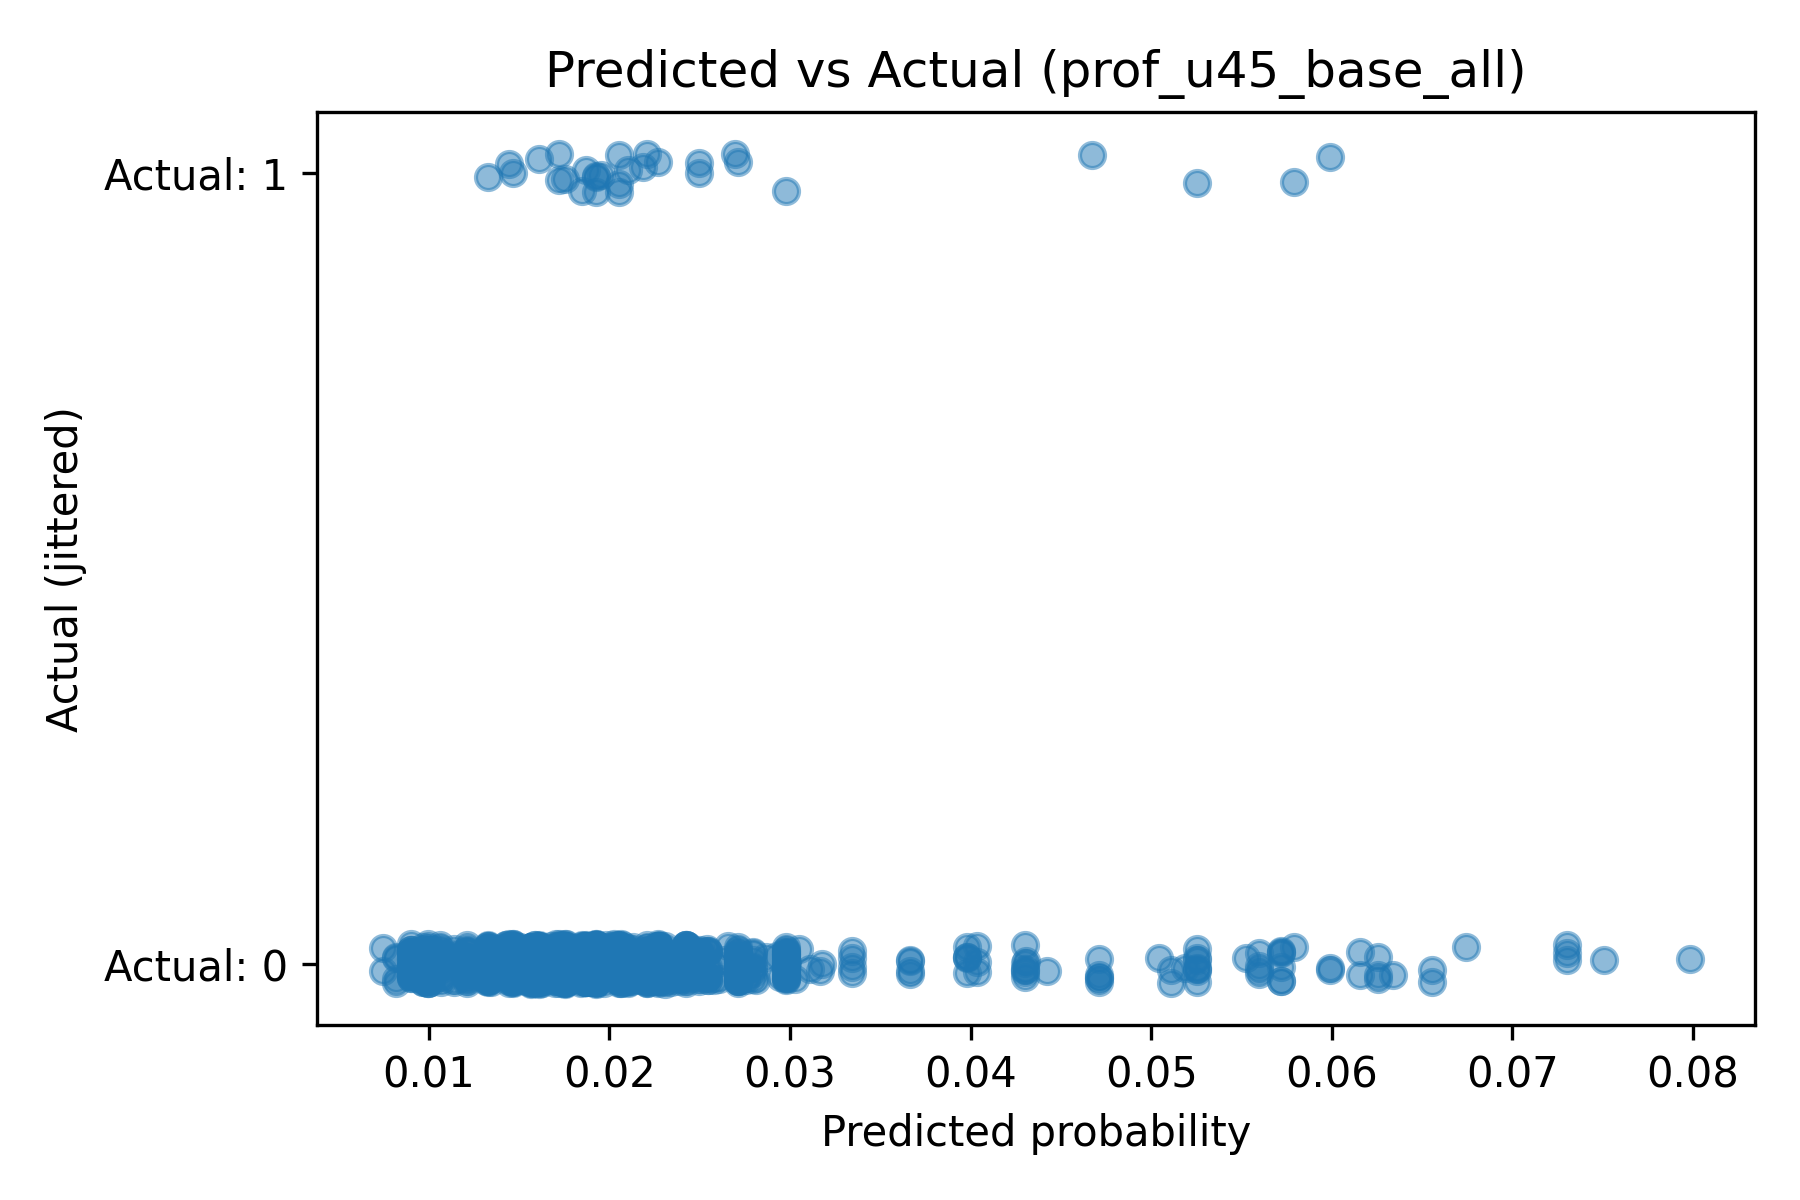 Predicted vs Actual (prof_u45_base_all)
Actual: 1
Actual (jittered)
Actual: 0
0.01 0.02 0.03 0.04 0.05 0.06 0.07 0.08
Predicted probability